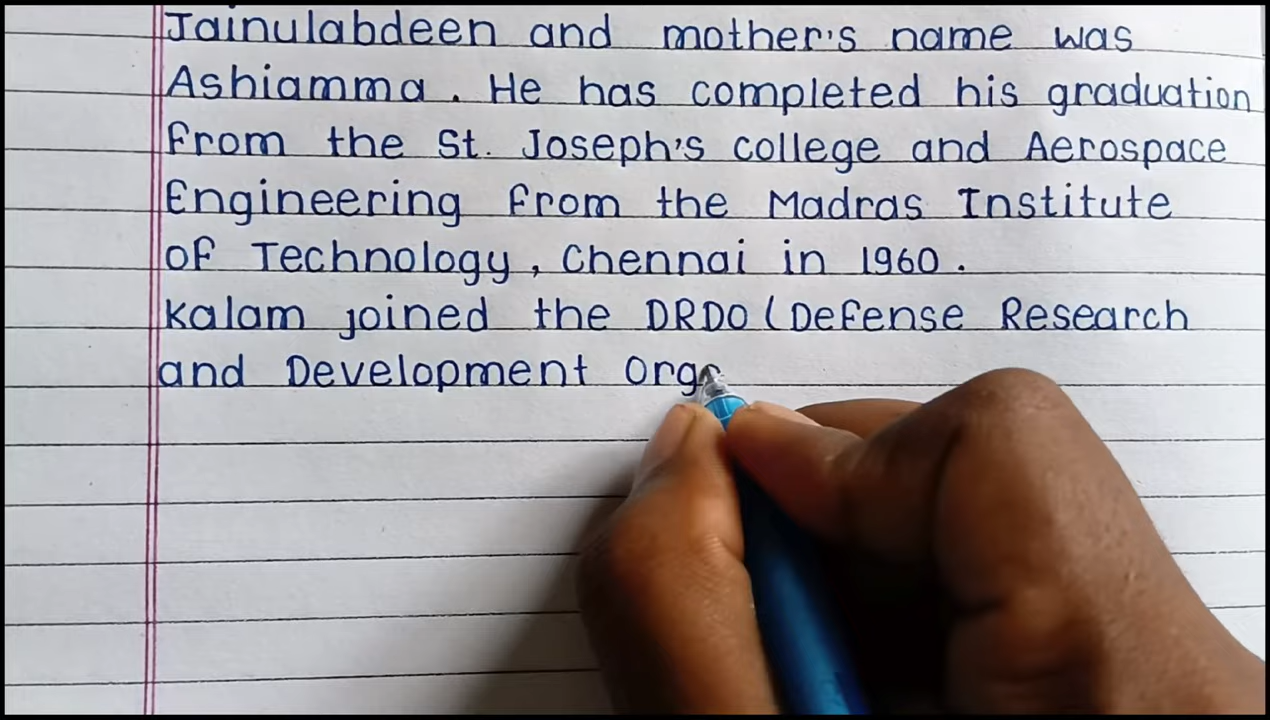 Jainulabdeen and mother's name was
Ashiamma. He has completed his graduation
from the St. Joseph's college and Aerospace
Engineering from the Madras Institute
of Technology, Chennai in 1960.
Kalam joined the DRDO (Defense Research
and Development Orga